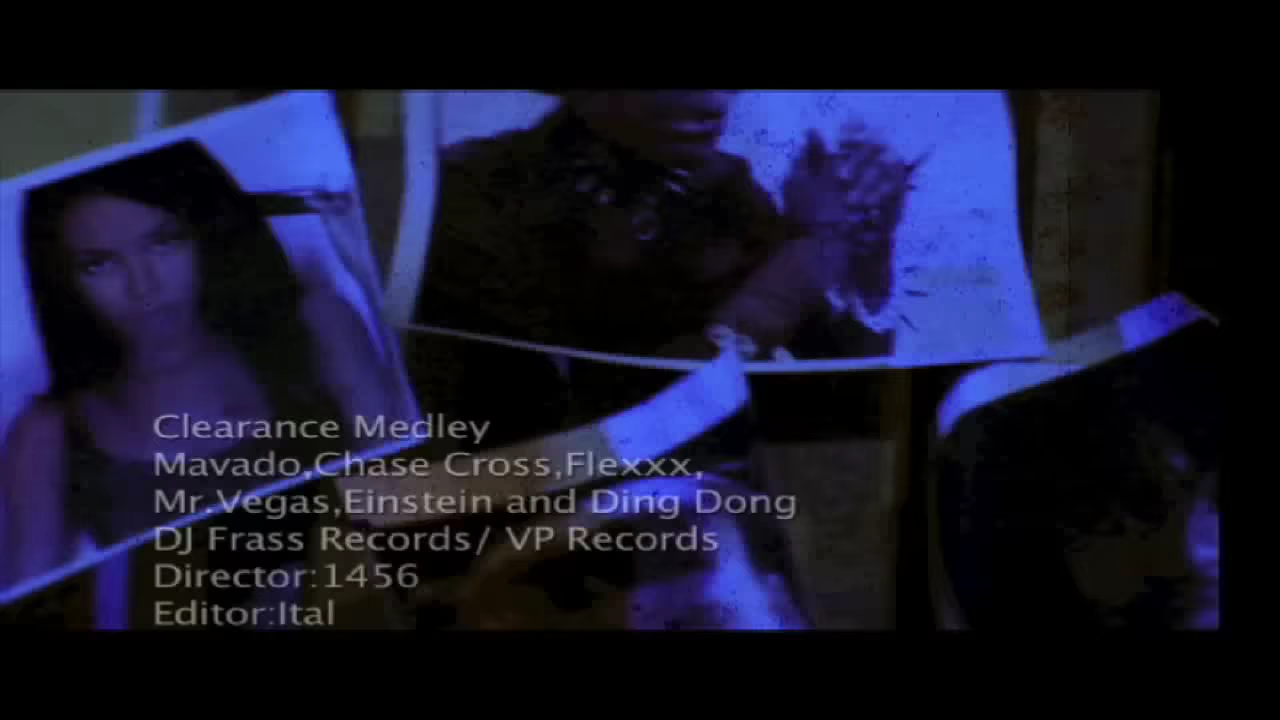 Clearance Medley
Mavado,Chase Cross,Flexxx,
Mr.Vegas,Einstein and Ding Dong
DJ Frass Records/ VP Records
Director:1456
Editor:Ital